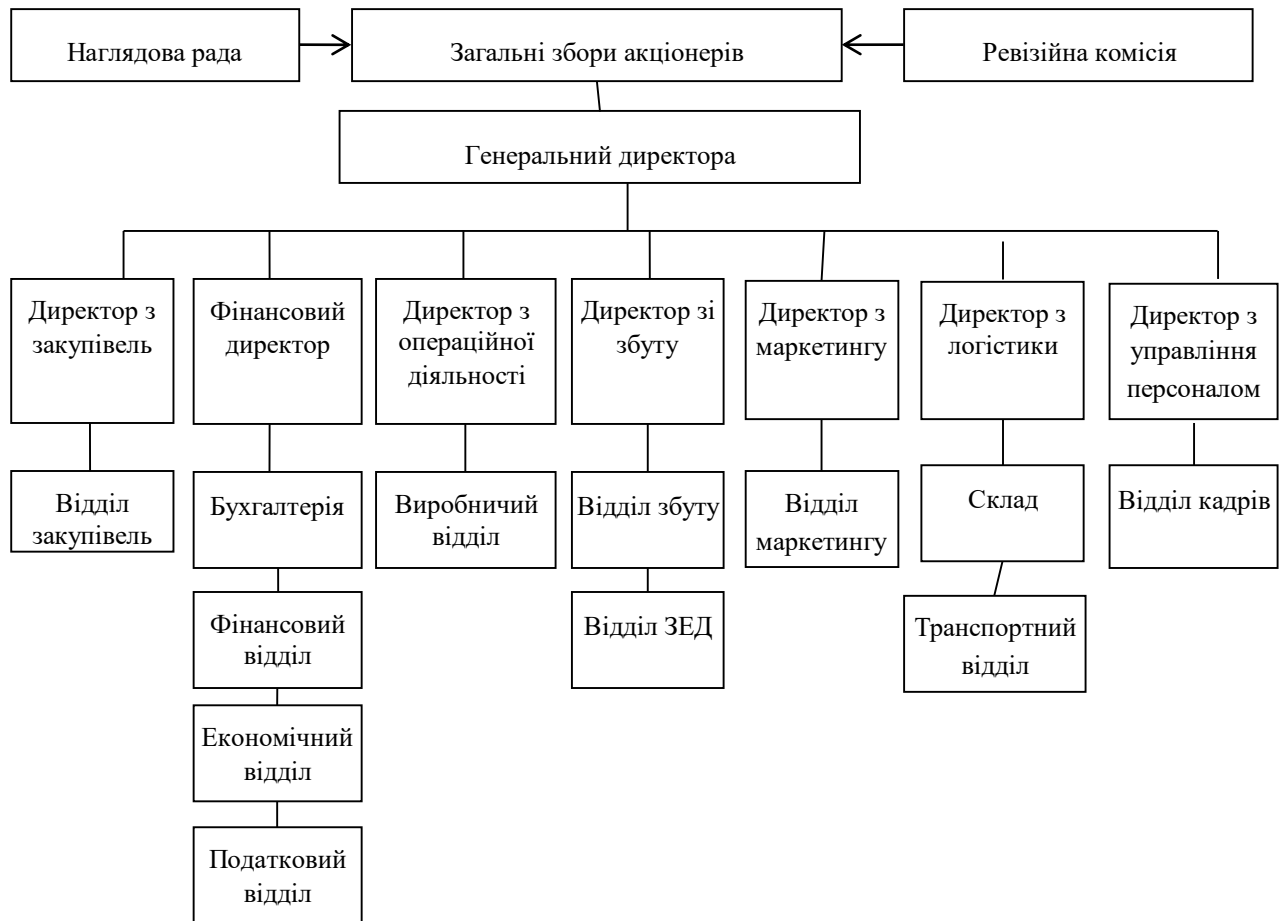 Наглядова рада
Загальні збори акціонерів
Ревізійна комісія
Генеральний директора
Директор з
закупівель
Фінансовий
директор
Директор з
операційної
діяльності
Директор зі
збуту
Директор з
маркетингу
Директор з
логістики
Директор з
управління
персоналом
Відділ
закупівель
Бухгалтерія
Виробничий
відділ
Відділ збуту
Відділ
маркетингу
Склад
Відділ кадрів
Фінансовий
відділ
Відділ ЗЕД
Транспортний
відділ
Економічний
відділ
Податковий
відділ